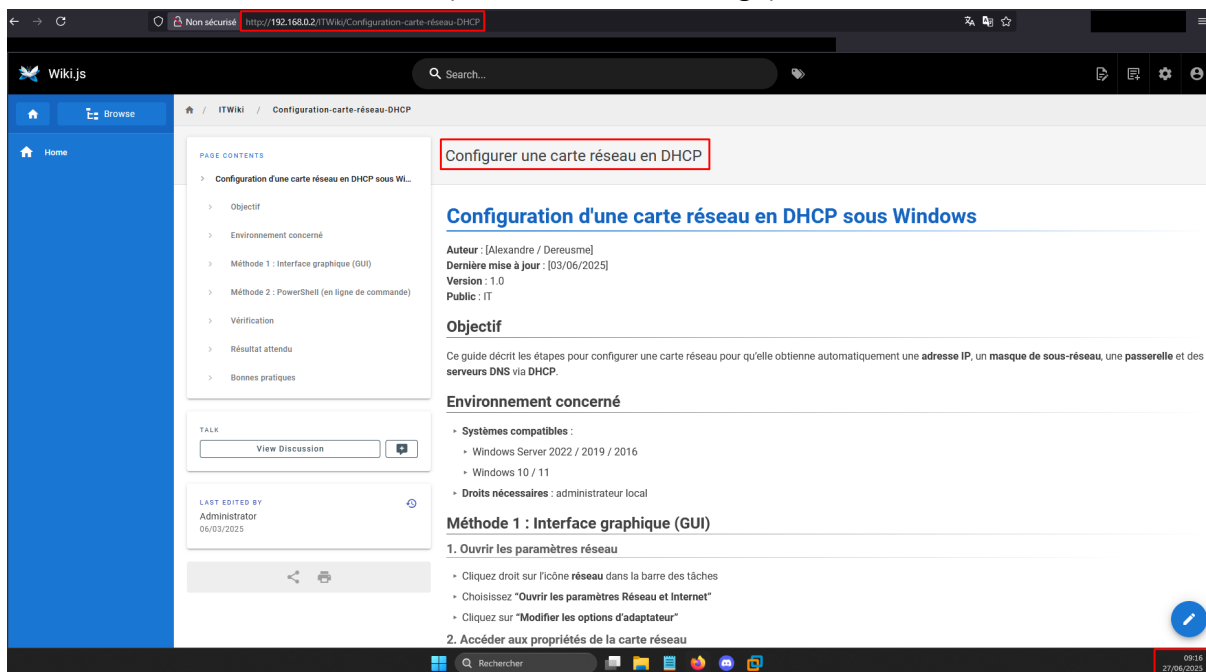 Non sécurisé http://192.168.0.2/ITWiki/Configuration-carte-réseau-DHCP
Wiki.js
Search...
Browse
ITWiki / Configuration-carte-réseau-DHCP
Home
PAGE CONTENTS
Configuration d'une carte réseau en DHCP sous Wi...
Objectif
Environnement concerné
Méthode 1 : Interface graphique (GUI)
Méthode 2 : PowerShell (en ligne de commande)
Vérification
Résultat attendu
Bonnes pratiques
TALK
View Discussion
LAST EDITED BY
Administrator
06/03/2025
Configurer une carte réseau en DHCP
Configuration d'une carte réseau en DHCP sous Windows
Auteur : [Alexandre / Dereusme]
Dernière mise à jour : [03/06/2025]
Version : 1.0
Public : IT
Objectif
Ce guide décrit les étapes pour configurer une carte réseau pour qu'elle obtienne automatiquement une adresse IP, un masque de sous-réseau, une passerelle et des
serveurs DNS via DHCP.
Environnement concerné
Systèmes compatibles :
Windows Server 2022 / 2019 / 2016
Windows 10 / 11
Droits nécessaires : administrateur local
Méthode 1 : Interface graphique (GUI)
1. Ouvrir les paramètres réseau
Cliquez droit sur l'icône réseau dans la barre des tâches
Choisissez "Ouvrir les paramètres Réseau et Internet"
Cliquez sur "Modifier les options d'adaptateur"
2. Accéder aux propriétés de la carte réseau
Rechercher
09:16
27/06/2025